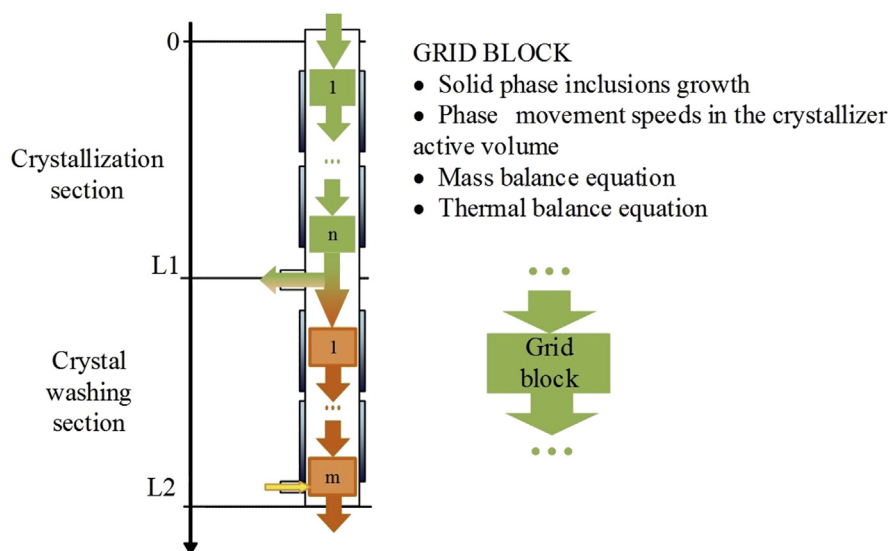 0
GRID BLOCK
• Solid phase inclusions growth
• Phase movement speeds in the crystallizer
active volume
• Mass balance equation
• Thermal balance equation
1
...
n
Crystallization
section
L1
1
...
m
Crystal
washing
section
L2
...
Grid
block
...